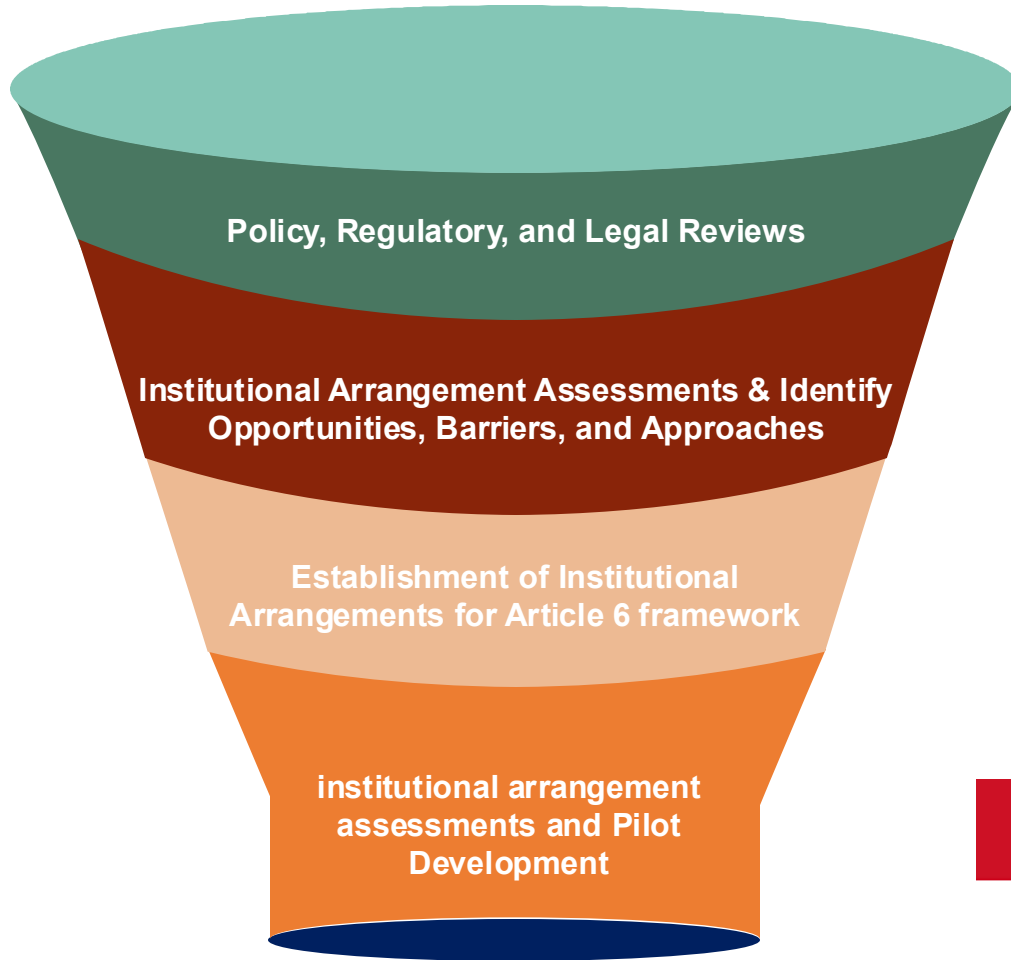 Policy, Regulatory, and Legal Reviews
Institutional Arrangement Assessments & Identify
Opportunities, Barriers, and Approaches
Establishment of Institutional
Arrangements for Article 6 framework
institutional arrangement
assessments and Pilot
Development